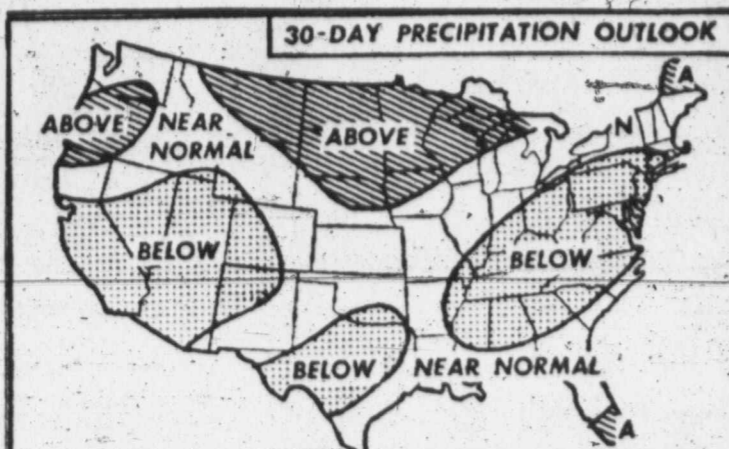 30-DAY PRECIPITATION OUTLOOK
A
ABOVE
NEAR
NORMAL
ABOVE
N
BELOW
BELOW
BELOW
NEAR NORMAL
A